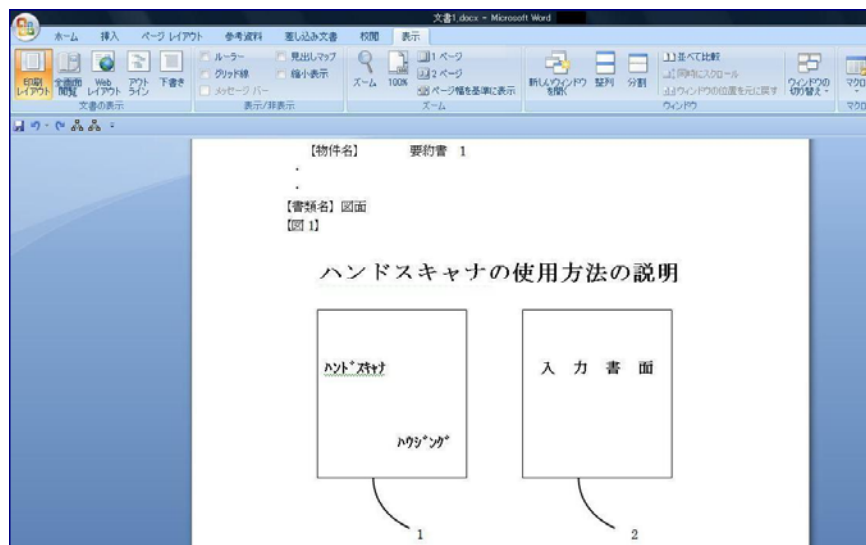 文書1.docx - Microsoft Word
ホーム 挿入 ページ レイアウト 参考資料 差し込み文書 校閲 表示
印刷レイアウト
全画面閲覧
Webレイアウト
アウトライン
下書き
文書の表示
ルーラー
グリッド線
メッセージ バー
見出しマップ
縮小表示
表示/非表示
ズーム
100%
1 ページ
2 ページ
ページ幅を基準に表示
ズーム
新しいウィンドウを開く
整列
分割
並べて比較
同時にスクロール
ウィンドウの位置を元に戻す
ウィンドウの切り替え
ウィンドウ
マクロ
マクロ
【物件名】 要約書 1
・
・
【書類名】図面
【図1】
ハンドスキャナの使用方法の説明
ハンドスキャナ
ハウジング
入 力 書 面
1
2